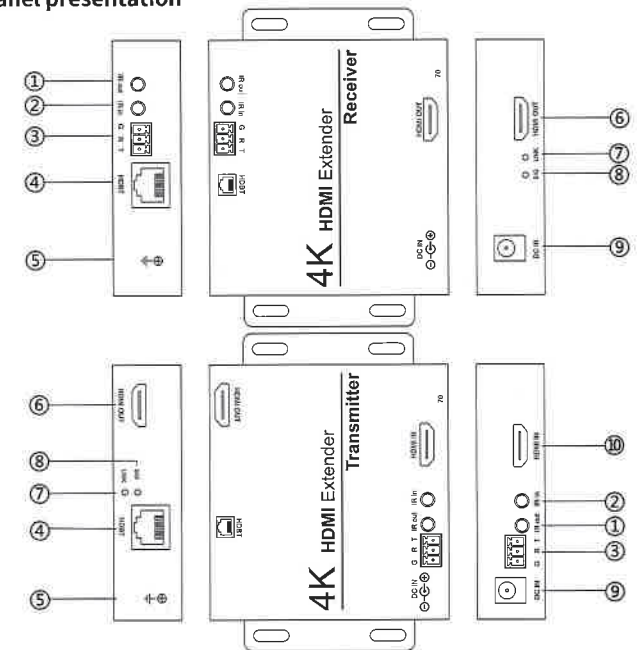 anel presentation
① IR out
② IR in
③ G R T
④ HDBT
⑤
IR out
IR in
G R T
HDBT
4K HDMI Extender
Receiver
70
HDMI OUT
DC IN
⑥ HDMI OUT
⑦ LINK
⑧ SIG
⑨ DC IN
⑥ HDMI OUT
⑧ SIG
⑦ LINK
④ HDBT
⑤
HDMI OUT
HDBT
4K HDMI Extender
Transmitter
70
HDMI IN
IR in
IR out
G R T
DC IN
⑩ HDMI IN
② IR in
① IR out
③ G R T
⑨ DC IN